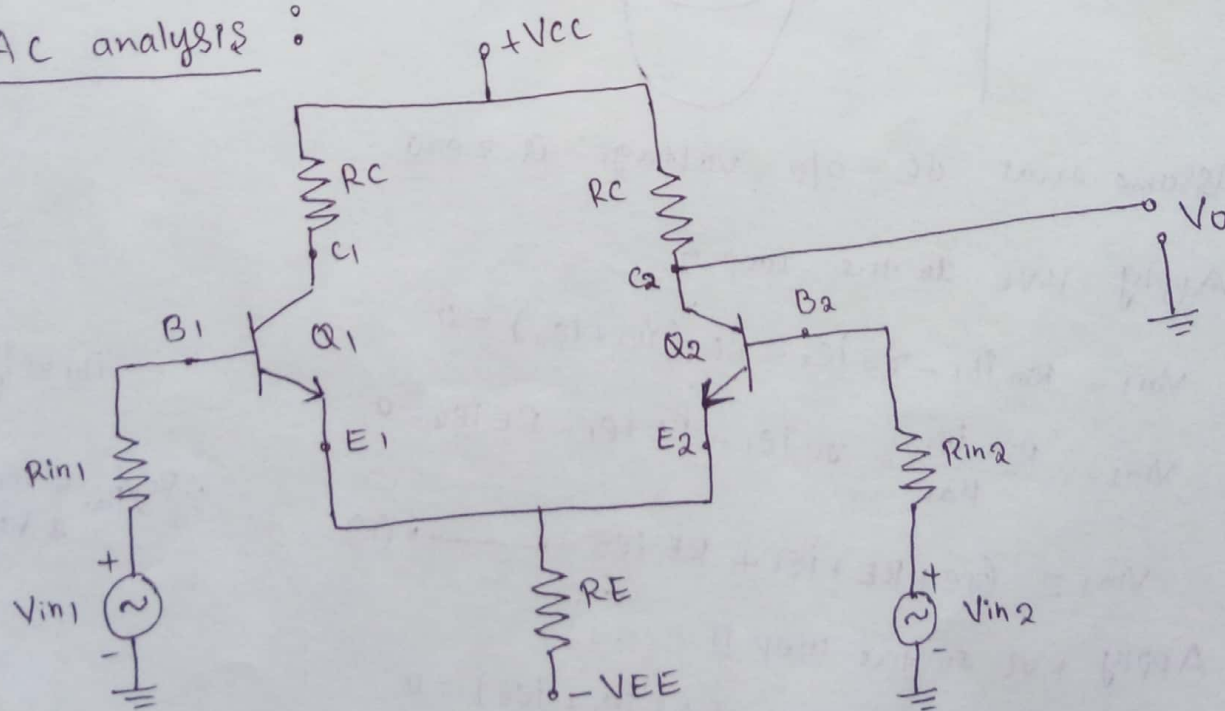 AC analysis :
+VCC
RC
RC
C1
C2
Vo
B1
Q1
Q2
B2
E1
E2
Rin1
Rin2
+
+
Vin1
Vin2
-
-
RE
-VEE